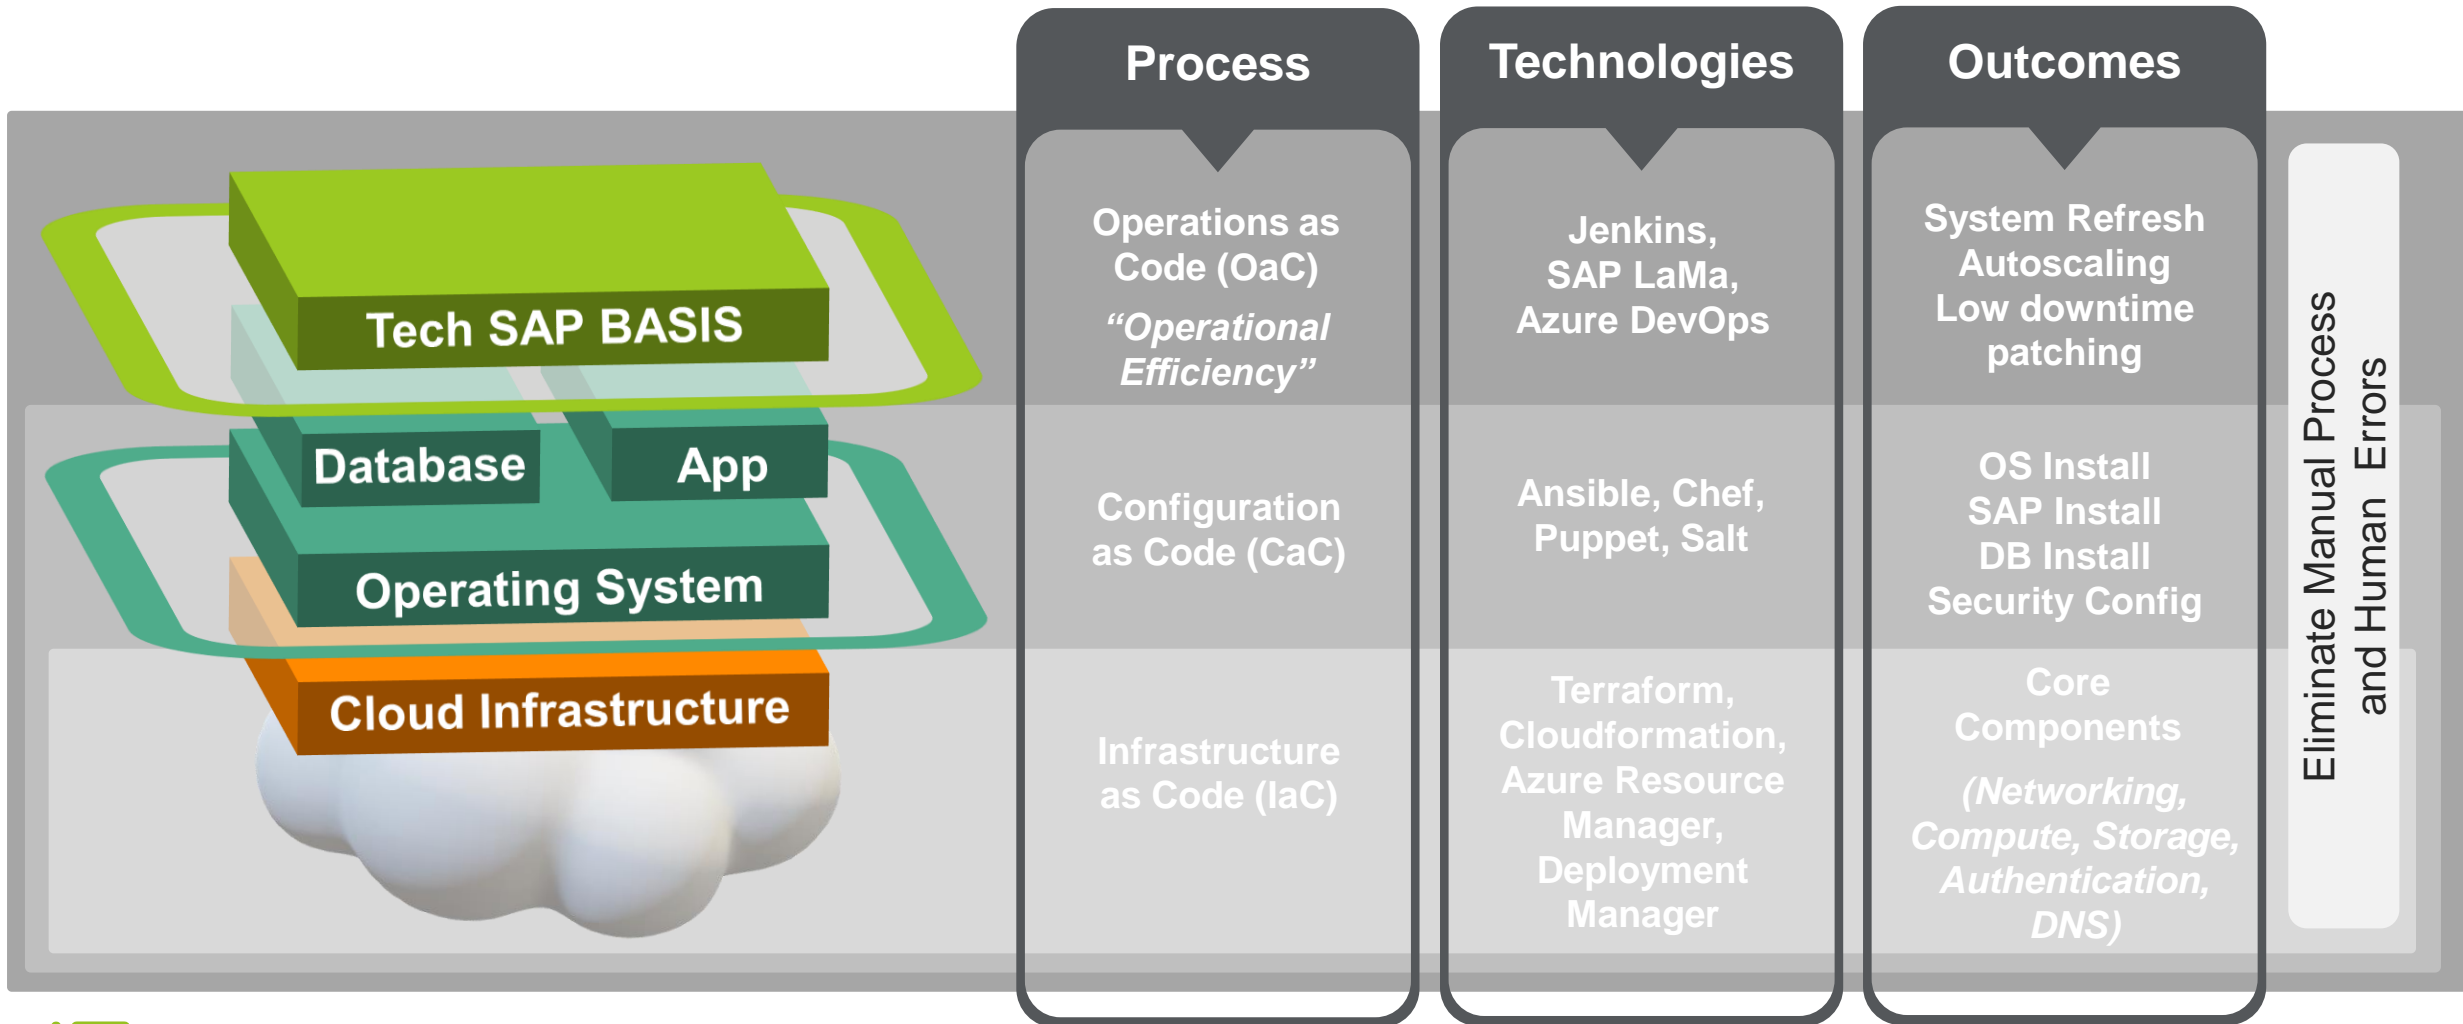 Process
Technologies
Outcomes
Tech SAP BASIS
Database
App
Operating System
Cloud Infrastructure
Operations as
Code (OaC)
“Operational
Efficiency”
Jenkins,
SAP LaMa,
Azure DevOps
System Refresh
Autoscaling
Low downtime
patching
Configuration
as Code (CaC)
Ansible, Chef,
Puppet, Salt
OS Install
SAP Install
DB Install
Security Config
Infrastructure
as Code (IaC)
Terraform,
Cloudformation,
Azure Resource
Manager,
Deployment
Manager
Core
Components
(Networking,
Compute, Storage,
Authentication,
DNS)
Eliminate Manual Process
and Human Errors